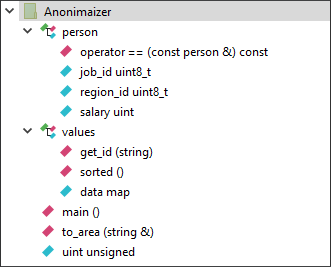 Anonimaizer
person
operator == (const person &) const
job_id uint8_t
region_id uint8_t
salary uint
values
get_id (string)
sorted ()
data map
main ()
to_area (string &)
uint unsigned